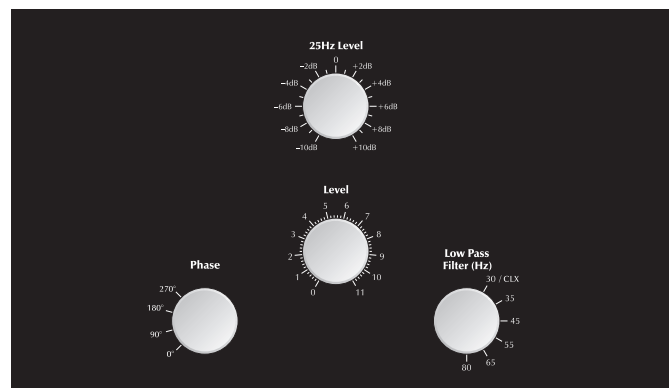 25Hz Level
0
–2dB +2dB
–4dB +4dB
–6dB +6dB
–8dB +8dB
–10dB +10dB
Level
5 6
4 7
3 8
2 9
1 10
0 11
Phase
270°
180°
90°
0°
Low Pass
Filter (Hz)
30 / CLX
35
45
55
65
80